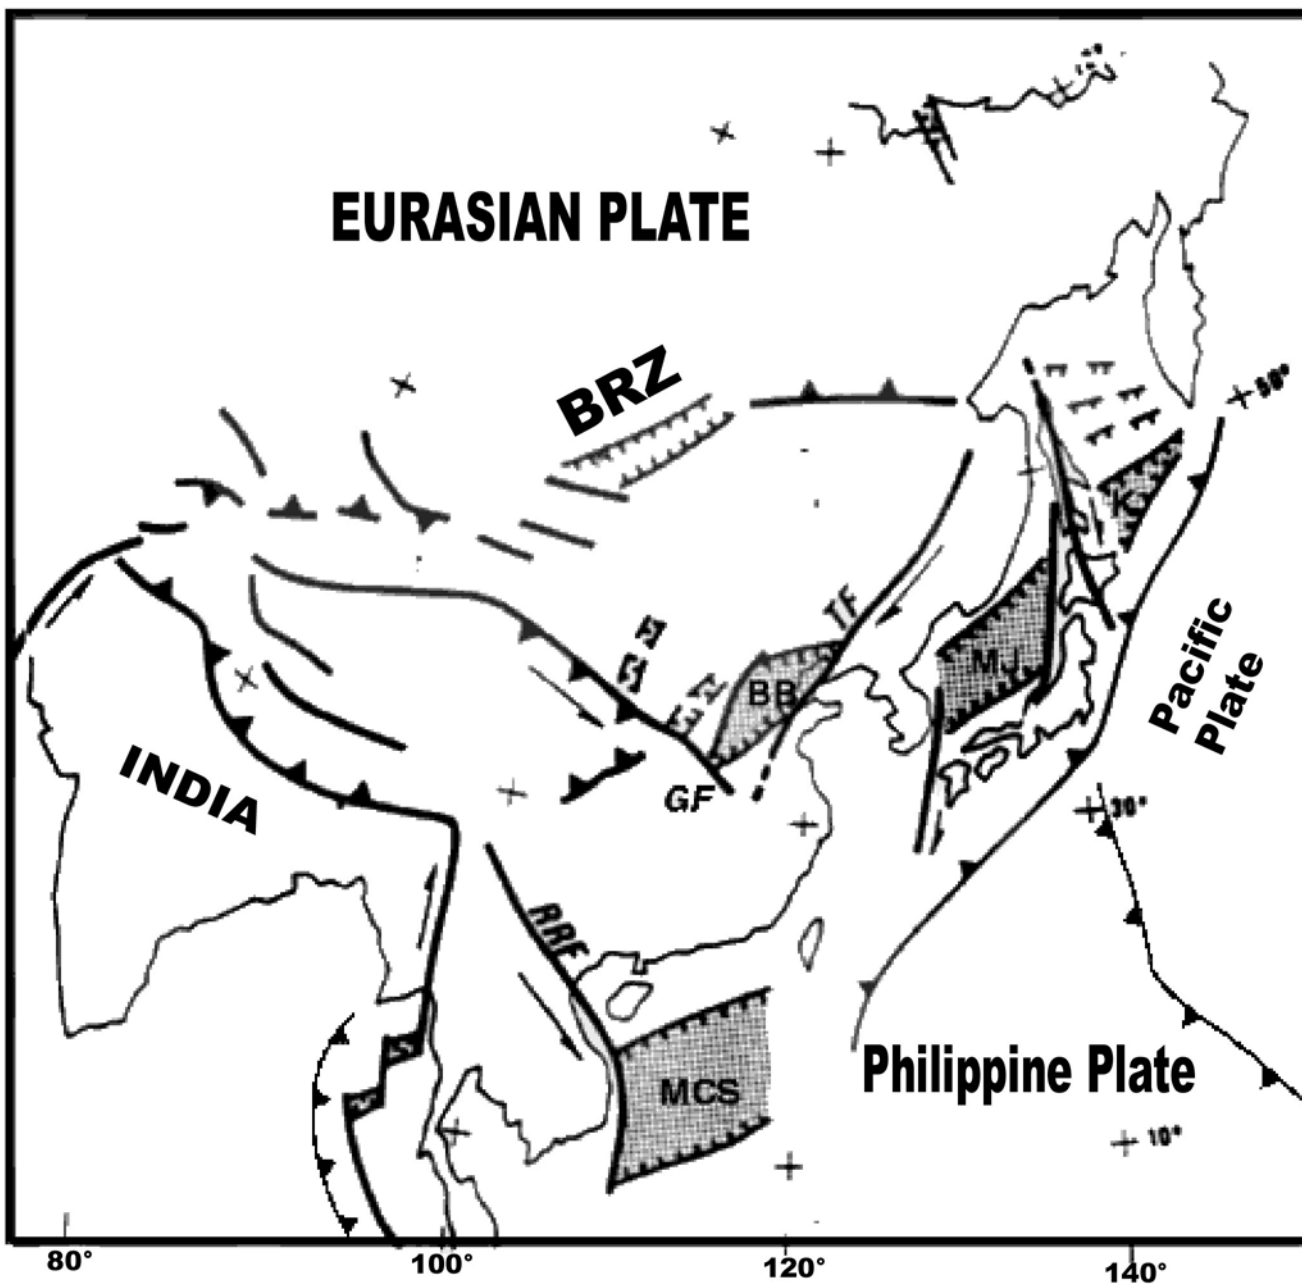 EURASIAN PLATE
BRZ
50°
K
TF
MJ
BB
Pacific
Plate
INDIA
GF
30°
RRF
Philippine Plate
MCS
10°
80°
100°
120°
140°